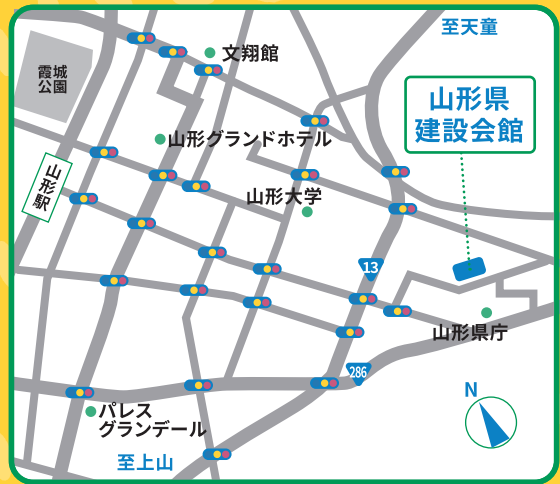 至天童
文翔館
霞城
公園
山形県
建設会館
山形グランドホテル
山形駅
山形大学
13
山形県庁
286
N
パレス
グランデール
至上山